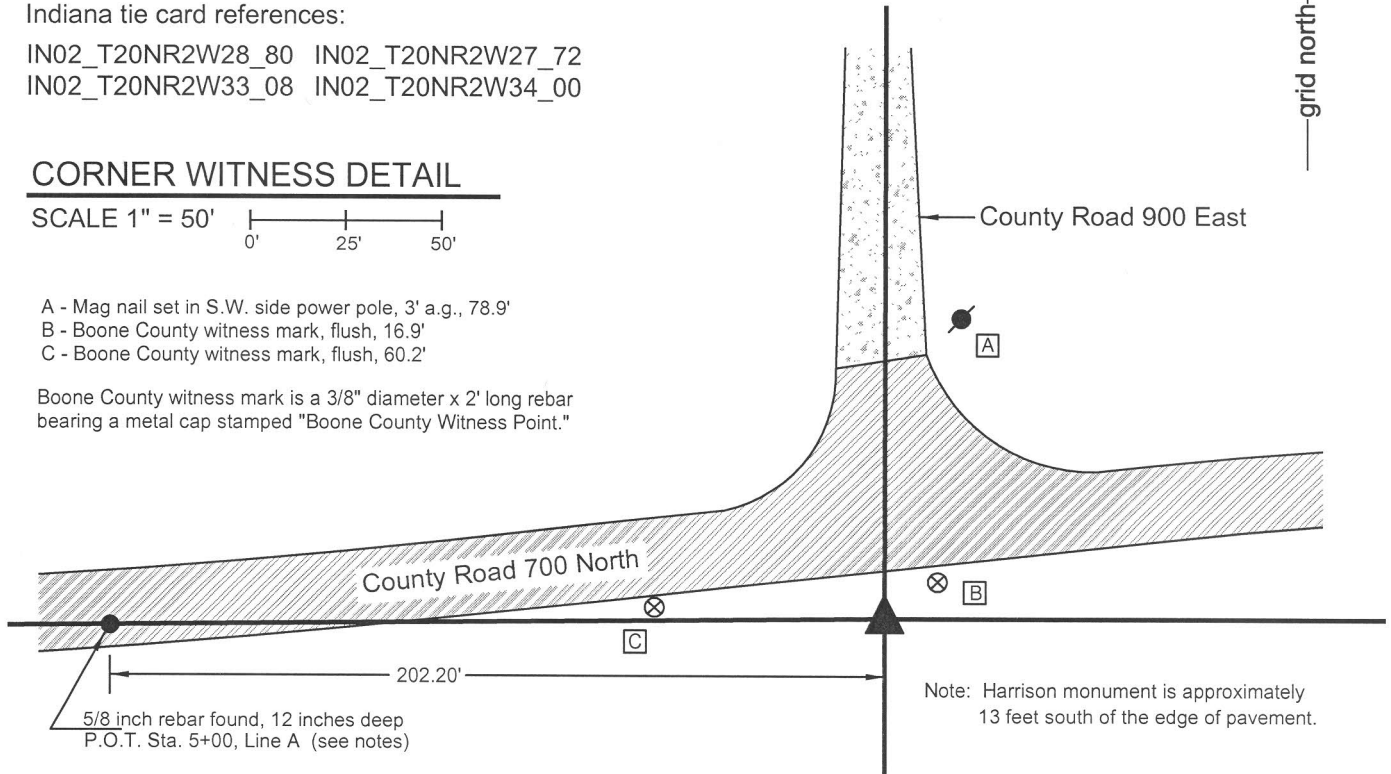 Indiana tie card references:
IN02_T20NR2W28_80 IN02_T20NR2W27_72
IN02_T20NR2W33_08 IN02_T20NR2W34_00
grid north
CORNER WITNESS DETAIL
SCALE 1" = 50'
0' 25' 50'
County Road 900 East
A - Mag nail set in S.W. side power pole, 3' a.g., 78.9'
B - Boone County witness mark, flush, 16.9'
C - Boone County witness mark, flush, 60.2'
A
Boone County witness mark is a 3/8" diameter x 2' long rebar
bearing a metal cap stamped "Boone County Witness Point."
County Road 700 North
B
C
202.20'
Note: Harrison monument is approximately
13 feet south of the edge of pavement.
5/8 inch rebar found, 12 inches deep
P.O.T. Sta. 5+00, Line A (see notes)